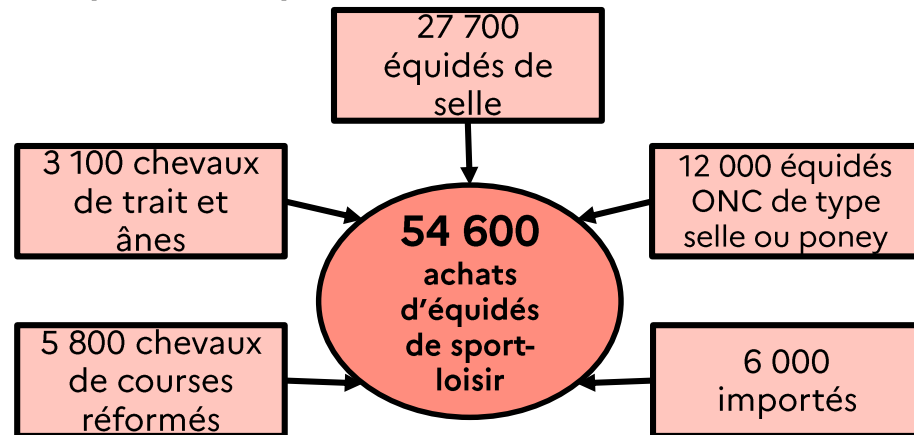 27 700
équidés de
selle
3 100 chevaux
de trait et
ânes
12 000 équidés
ONC de type
selle ou poney
54 600
achats
d'équidés
de sport-
loisir
5 800 chevaux
de courses
réformés
6 000
importés